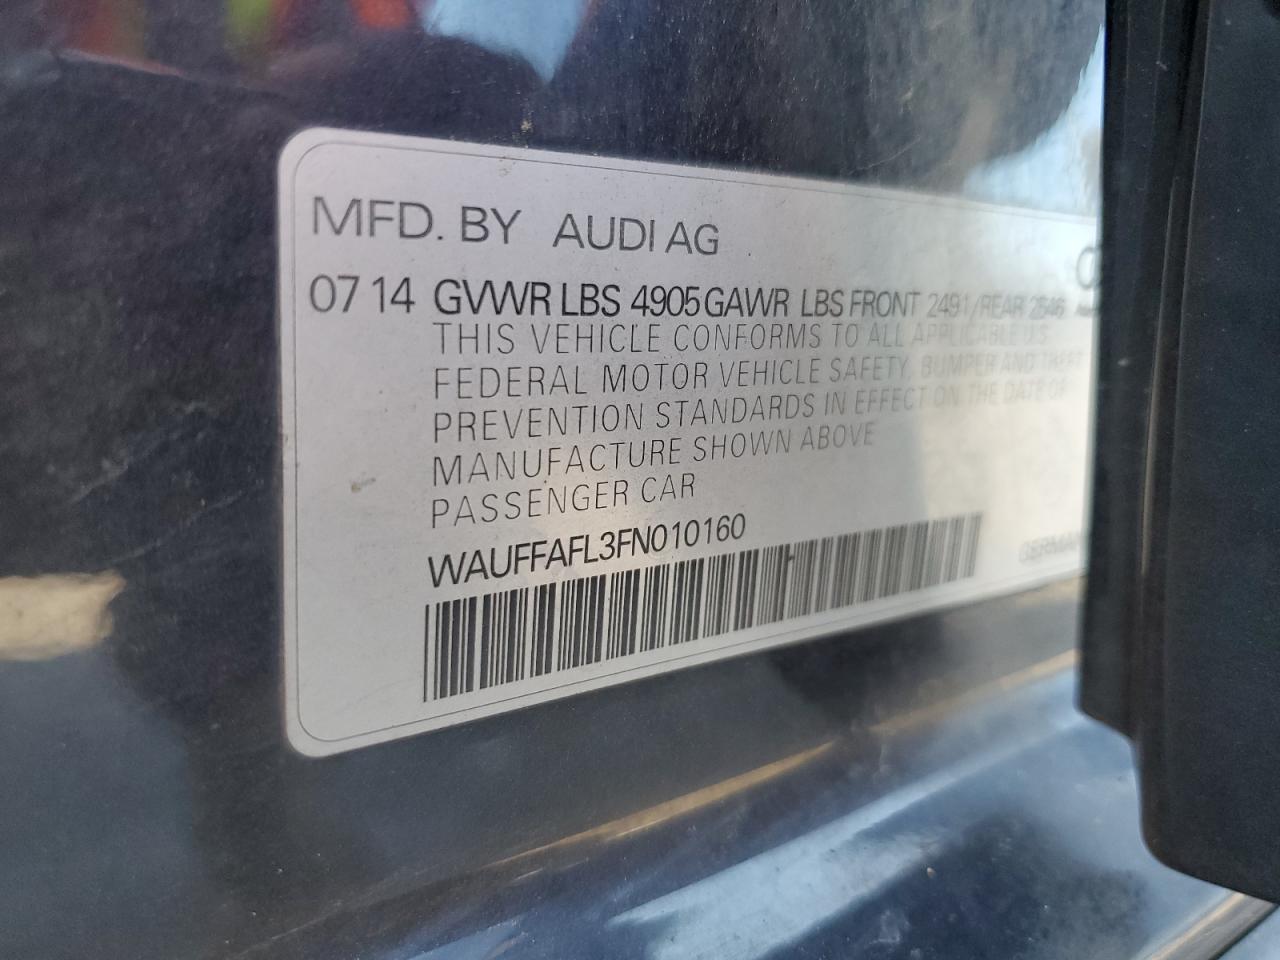 MFD. BY AUDI AG
07 14 GVWR LBS 4905 GAWR LBS FRONT 2491/REAR 2546
THIS VEHICLE CONFORMS TO ALL APPLICABLE U.S.
FEDERAL MOTOR VEHICLE SAFETY, BUMPER AND THEFT
PREVENTION STANDARDS IN EFFECT ON THE DATE OF
MANUFACTURE SHOWN ABOVE
PASSENGER CAR
WAUFFAFL3FN010160